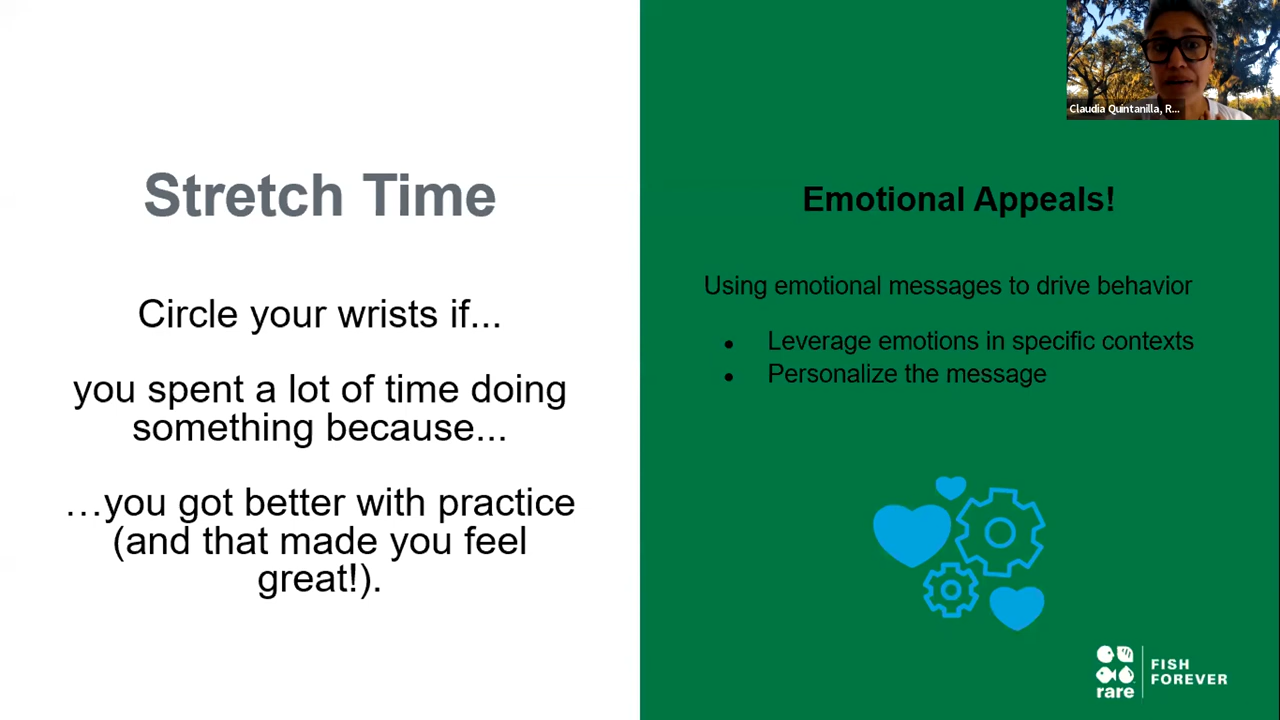 Claudia Quintanilla, R...
Stretch Time
Circle your wrists if...
you spent a lot of time doing
something because...
…you got better with practice
(and that made you feel
great!).
Emotional Appeals!
Using emotional messages to drive behavior
● Leverage emotions in specific contexts
● Personalize the message
rare
FISH
FOREVER